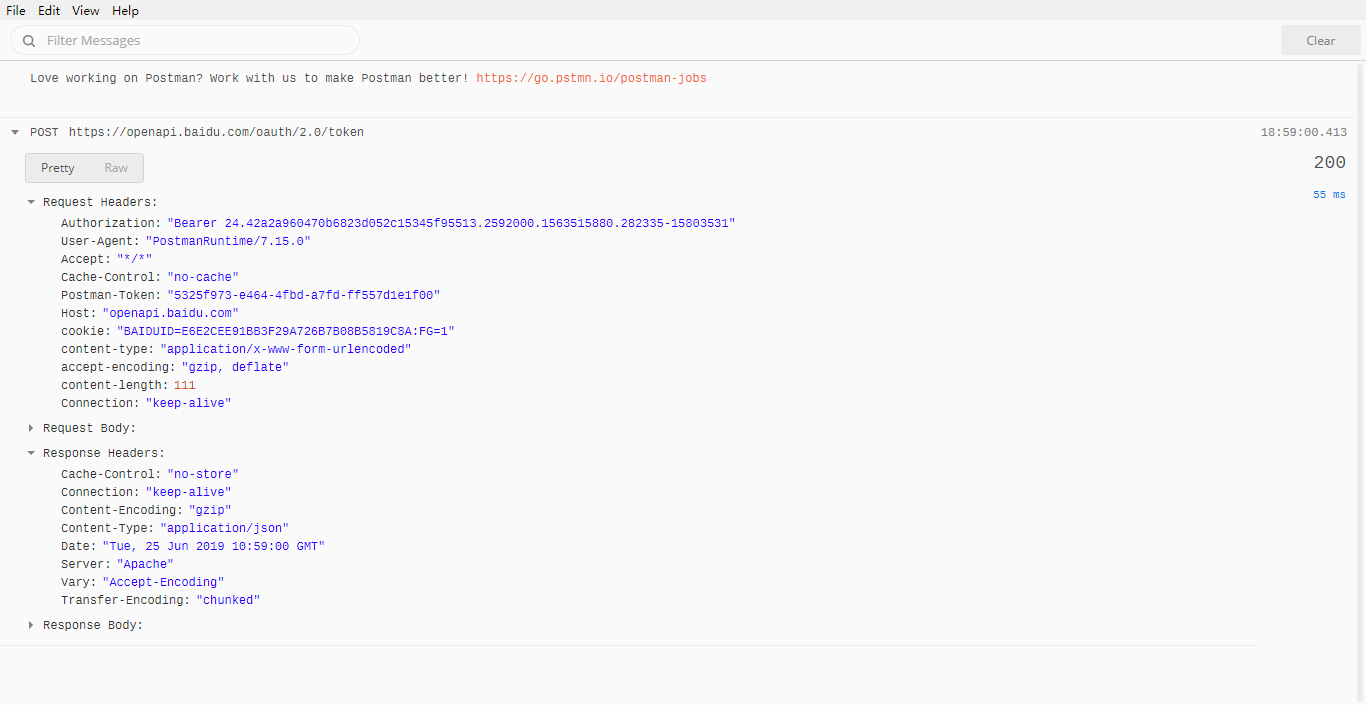 File Edit View Help
Filter Messages
Clear
Love working on Postman? Work with us to make Postman better! https://go.pstmn.io/postman-jobs
POST https://openapi.baidu.com/oauth/2.0/token
18:59:00.413
Pretty Raw
200
55 ms
Request Headers:
Authorization: "Bearer 24.42a2a960470b6823d052c15345f95513.2592000.1563515880.282335-15803531"
User-Agent: "PostmanRuntime/7.15.0"
Accept: "*/*"
Cache-Control: "no-cache"
Postman-Token: "5325f973-e464-4fbd-a7fd-ff557d1e1f00"
Host: "openapi.baidu.com"
cookie: "BAIDUID=E6E2CEE91BB3F29A726B7B08B5819C8A:FG=1"
content-type: "application/x-www-form-urlencoded"
accept-encoding: "gzip, deflate"
content-length: 111
Connection: "keep-alive"
Request Body:
Response Headers:
Cache-Control: "no-store"
Connection: "keep-alive"
Content-Encoding: "gzip"
Content-Type: "application/json"
Date: "Tue, 25 Jun 2019 10:59:00 GMT"
Server: "Apache"
Vary: "Accept-Encoding"
Transfer-Encoding: "chunked"
Response Body: